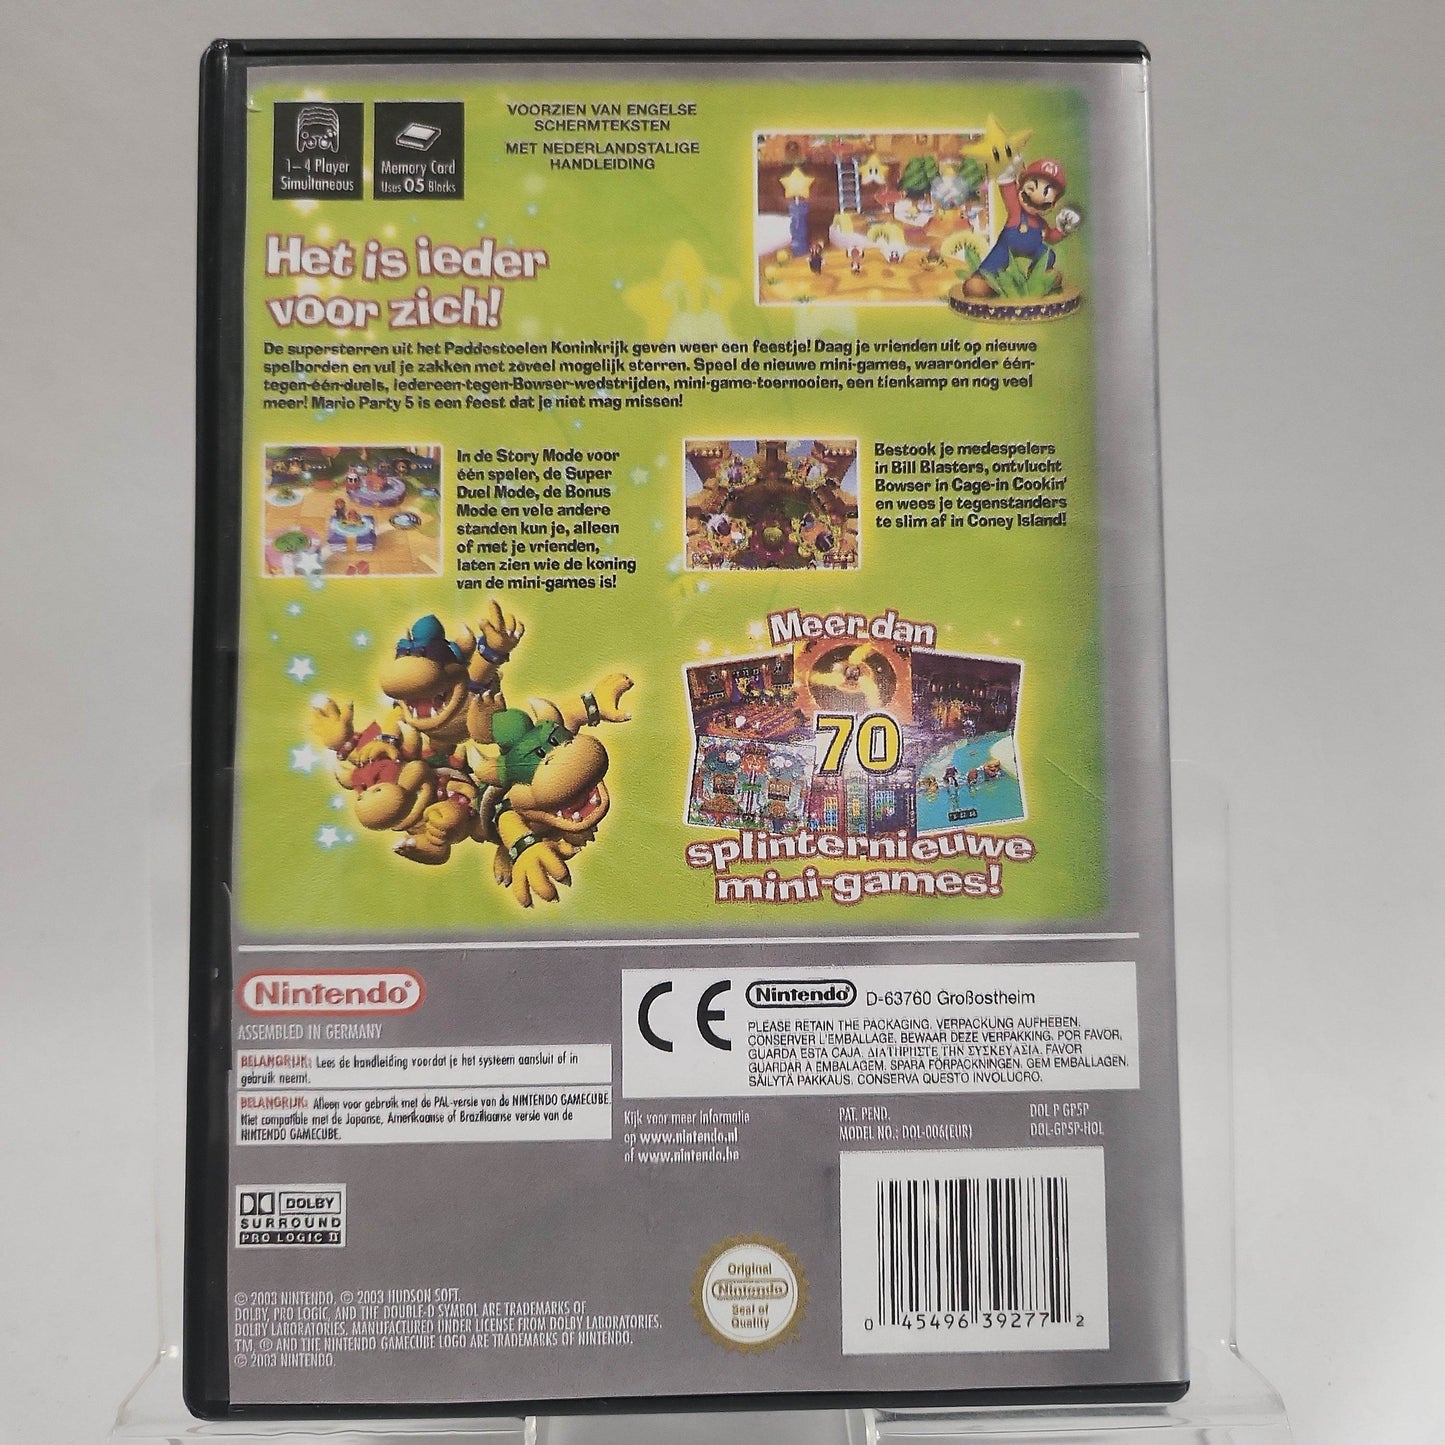 1–4 Player
Simultaneous
Memory Card
Uses 05 Blocks
VOORZIEN VAN ENGELSE
SCHERMTEKSTEN
MET NEDERLANDSTALIGE
HANDLEIDING
Het is ieder
voor zich!
De supersterren uit het Paddestoelen Koninkrijk geven weer een feestje! Daag je vrienden uit op nieuwe
spelborden en vul je zakken met zoveel mogelijk sterren. Speel de nieuwe mini-games, waaronder één-
tegen-één-duels, iedereen-tegen-Bowser-wedstrijden, mini-game-toernooien, een tienkamp en nog veel
meer! Mario Party 5 is een feest dat je niet mag missen!
In de Story Mode voor
één speler, de Super
Duel Mode, de Bonus
Mode en vele andere
standen kun je, alleen
of met je vrienden,
laten zien wie de koning
van de mini-games is!
Bestook je medespelers
in Bill Blasters, ontvlucht
Bowser in Cage-in Cookin'
en wees je tegenstanders
te slim af in Coney Island!
Meer dan
70
splinternieuwe
mini-games!
Nintendo®
ASSEMBLED IN GERMANY
BELANGRIJK: Lees de handleiding voordat je het systeem aansluit of in
gebruik neemt.
BELANGRIJK: Alleen voor gebruik met de PAL-versie van de NINTENDO GAMECUBE.
Niet compatible met de Japanse, Amerikaanse of Braziliaanse versie van de
NINTENDO GAMECUBE.
CE
Nintendo® D-63760 Großostheim
PLEASE RETAIN THE PACKAGING. VERPACKUNG AUFHEBEN.
CONSERVER L'EMBALLAGE. BEWAAR DEZE VERPAKKING. POR FAVOR,
GUARDA ESTA CAJA. ΔΙΑΤΗΡΗΣΤΕ ΤΗΝ ΣΥΣΚΕΥΑΣΙΑ. FAVOR
GUARDAR A EMBALAGEM. SPARA FÖRPACKNINGEN. GEM EMBALLAGEN.
SÄILYTÄ PAKKAUS. CONSERVA QUESTO INVOLUCRO.
Kijk voor meer informatie
op www.nintendo.nl
of www.nintendo.be
PAT. PEND.
MODEL NO.: DOL-006(EUR)
DOL P GP5P
DOL-GP5P-HOL
DOLBY
SURROUND
PRO LOGIC II
© 2003 NINTENDO. © 2003 HUDSON SOFT.
DOLBY, PRO LOGIC, AND THE DOUBLE-D SYMBOL ARE TRADEMARKS OF
DOLBY LABORATORIES. MANUFACTURED UNDER LICENSE FROM DOLBY LABORATORIES.
TM, ® AND THE NINTENDO GAMECUBE LOGO ARE TRADEMARKS OF NINTENDO.
© 2003 NINTENDO.
Original
Nintendo
Seal of
Quality
0 45496 39277 2